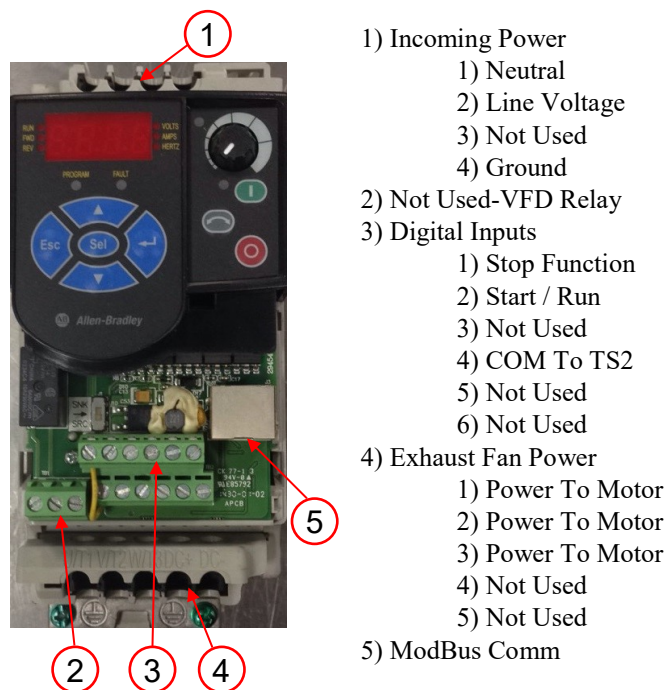 1
1) Incoming Power
1) Neutral
2) Line Voltage
3) Not Used
4) Ground
2) Not Used-VFD Relay
3) Digital Inputs
1) Stop Function
2) Start / Run
3) Not Used
4) COM To TS2
5) Not Used
6) Not Used
4) Exhaust Fan Power
1) Power To Motor
2) Power To Motor
3) Power To Motor
4) Not Used
5) Not Used
5) ModBus Comm
RUN VOLTS
FWD AMPS
REV HERTZ
PROGRAM FAULT
Esc Sel
Allen-Bradley
SNK
SRC
94V-0
APCB
5
2 3 4